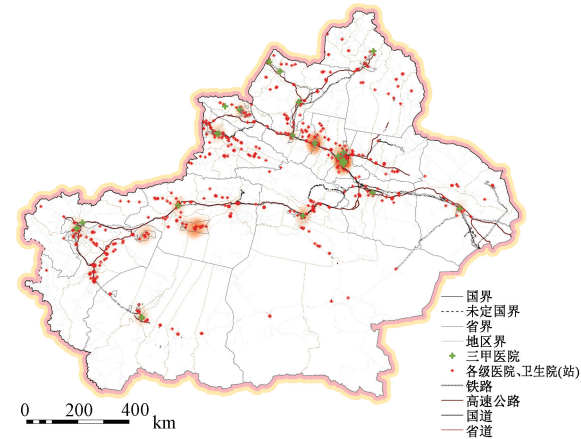 国界
未定国界
省界
地区界
三甲医院
各级医院、卫生院(站)
铁路
高速公路
国道
省道
0 200 400 km